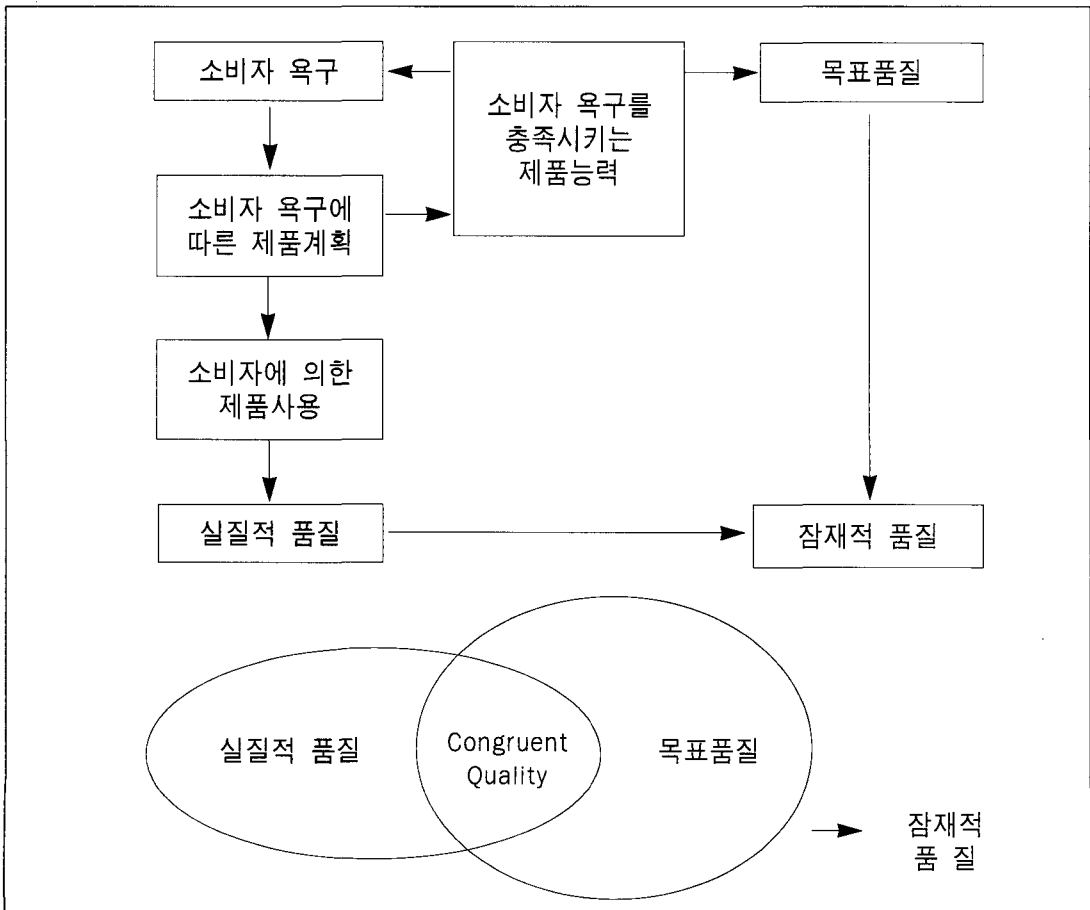 소비자 욕구
소비자 욕구를
충족시키는
제품능력
목표품질
소비자 욕구에
따른 제품계획
소비자에 의한
제품사용
실질적 품질
잠재적 품질
실질적 품질
Congruent
Quality
목표품질
잠재적
품 질